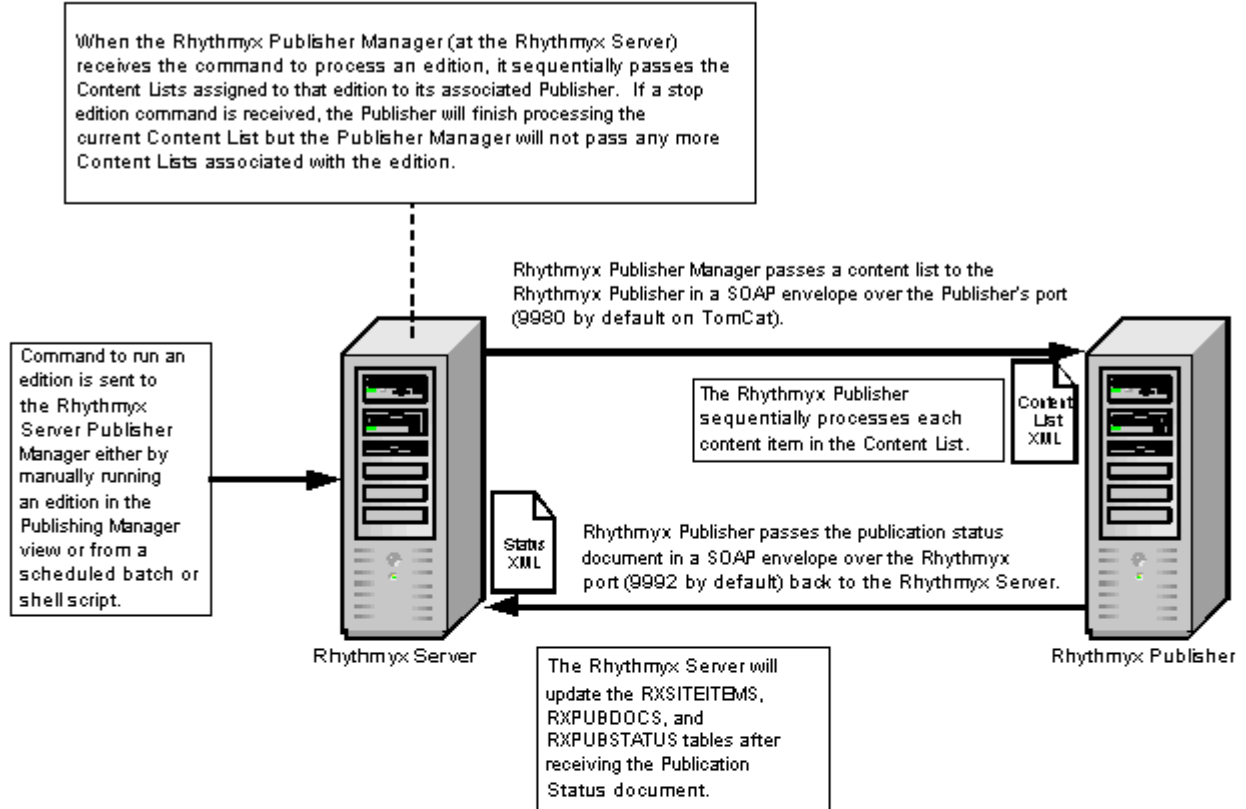 When the Rhythmyx Publisher Manager (at the Rhythmyx Server)
receives the command to process an edition, it sequentially passes the
Content Lists assigned to that edition to its associated Publisher. If a stop
edition command is received, the Publisher will finish processing the
current Content List but the Publisher Manager will not pass any more
Content Lists associated with the edition.
Rhythmyx Publisher Manager passes a content list to the
Rhythmyx Publisher in a SOAP envelope over the Publisher's port
(9980 by default on TomCat).
Command to run an
edition is sent to
the Rhythmyx
Server Publisher
Manager either by
manually running
an edition in the
Publishing Manager
view or from a
scheduled batch or
shell script.
The Rhythmyx Publisher
sequentially processes each
content item in the Content List.
Content
List
XML
Status
XML
Rhythmyx Publisher passes the publication status
document in a SOAP envelope over the Rhythmyx
port (9992 by default) back to the Rhythmyx Server.
Rhythmyx Server
Rhythmyx Publisher
The Rhythmyx Server will
update the RXSITEITEMS,
RXPUBDOCS, and
RXPUBSTATUS tables after
receiving the Publication
Status document.